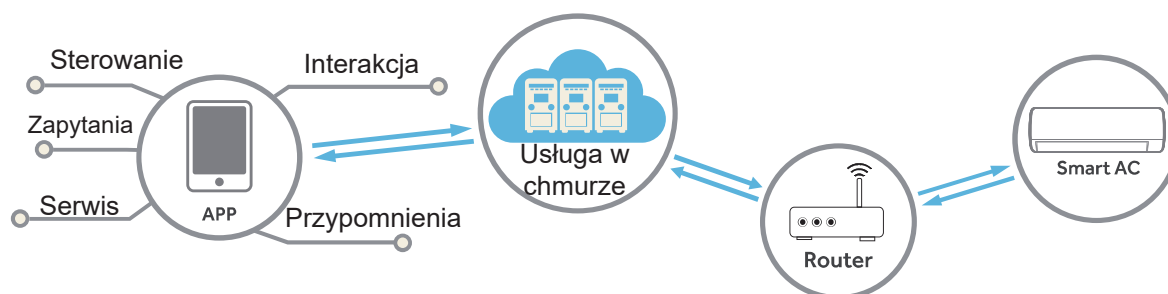 Sterowanie
Interakcja
Zapytania
Serwis
APP
Przypomnienia
Usługa w
chmurze
Router
Smart AC